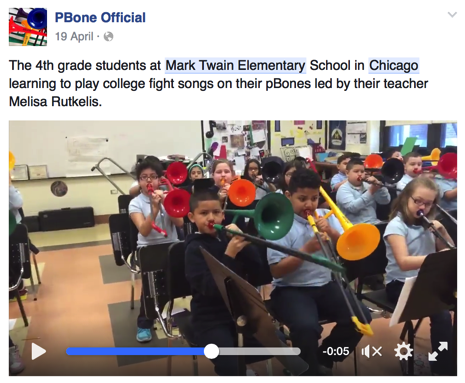 PBone Official
19 April ·
The 4th grade students at Mark Twain Elementary School in Chicago
learning to play college fight songs on their pBones led by their teacher
Melisa Rutkelis.
-0:05